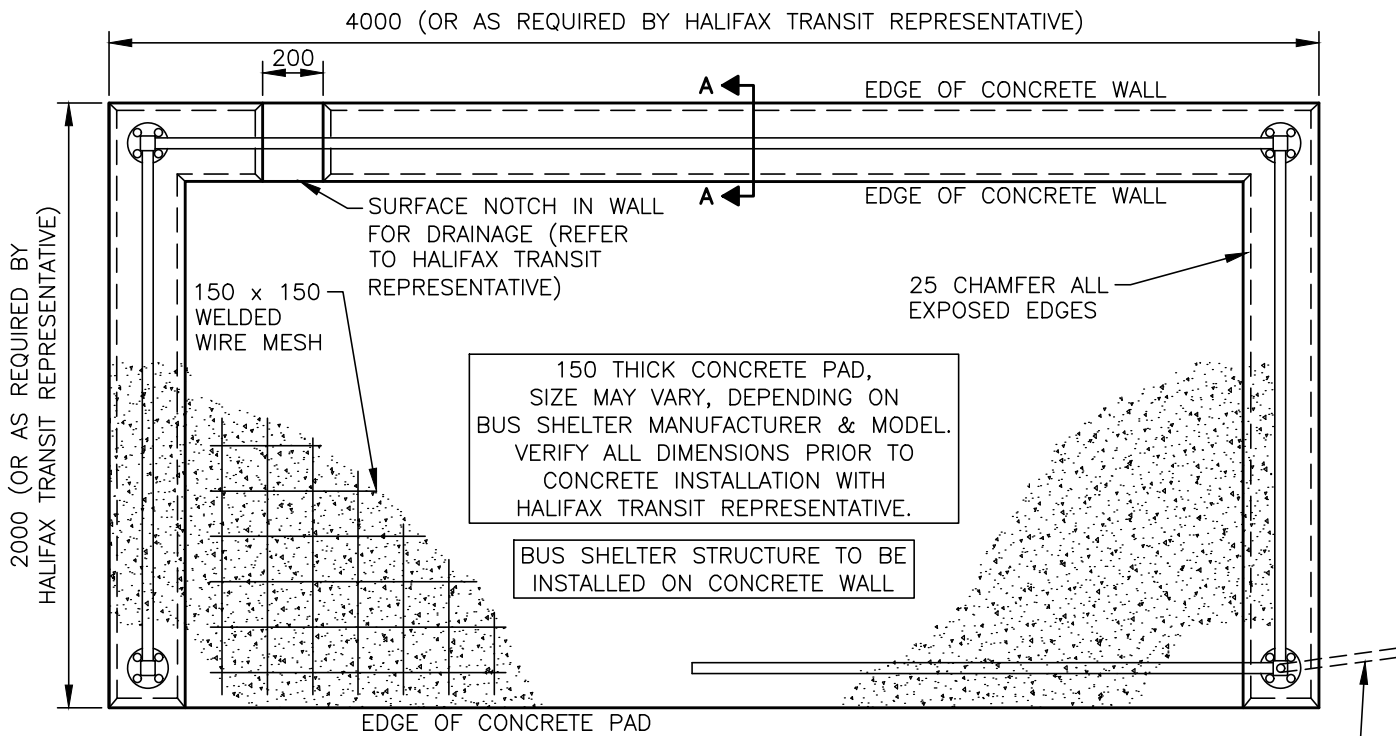 4000 (OR AS REQUIRED BY HALIFAX TRANSIT REPRESENTATIVE)
200
A
EDGE OF CONCRETE WALL
A
EDGE OF CONCRETE WALL
SURFACE NOTCH IN WALL
FOR DRAINAGE (REFER
TO HALIFAX TRANSIT
REPRESENTATIVE)
2000 (OR AS REQUIRED BY
HALIFAX TRANSIT REPRESENTATIVE)
150 x 150
WELDED
WIRE MESH
25 CHAMFER ALL
EXPOSED EDGES
150 THICK CONCRETE PAD,
SIZE MAY VARY, DEPENDING ON
BUS SHELTER MANUFACTURER & MODEL.
VERIFY ALL DIMENSIONS PRIOR TO
CONCRETE INSTALLATION WITH
HALIFAX TRANSIT REPRESENTATIVE.
BUS SHELTER STRUCTURE TO BE
INSTALLED ON CONCRETE WALL
EDGE OF CONCRETE PAD